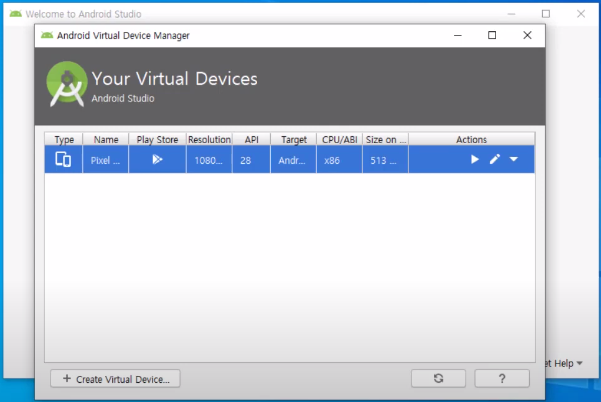 Welcome to Android Studio
Android Virtual Device Manager
Your Virtual Devices
Android Studio
Type Name Play Store Resolution API Target CPU/ABI Size on ... Actions
Pixel ... 1080... 28 Andr... x86 513 ...
et Help
+ Create Virtual Device...
?